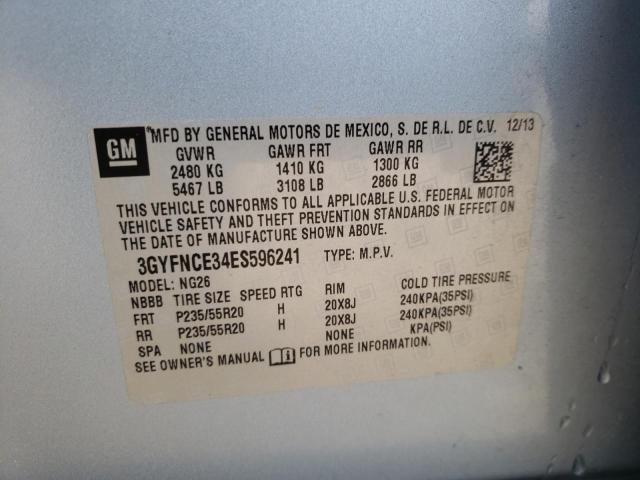 GM
MFD BY GENERAL MOTORS DE MEXICO, S. DE R.L. DE C.V. 12/13
GVWR GAWR FRT GAWR RR
2480 KG 1410 KG 1300 KG
5467 LB 3108 LB 2866 LB
THIS VEHICLE CONFORMS TO ALL APPLICABLE U.S. FEDERAL MOTOR
VEHICLE SAFETY AND THEFT PREVENTION STANDARDS IN EFFECT ON
THE DATE OF MANUFACTURE SHOWN ABOVE.
3GYFNCE34ES596241 TYPE: M.P.V.
MODEL: NG26
NBBB TIRE SIZE SPEED RTG RIM COLD TIRE PRESSURE
FRT P235/55R20 H 20X8J 240KPA(35PSI)
RR P235/55R20 H 20X8J 240KPA(35PSI)
SPA NONE NONE KPA(PSI)
SEE OWNER'S MANUAL FOR MORE INFORMATION.